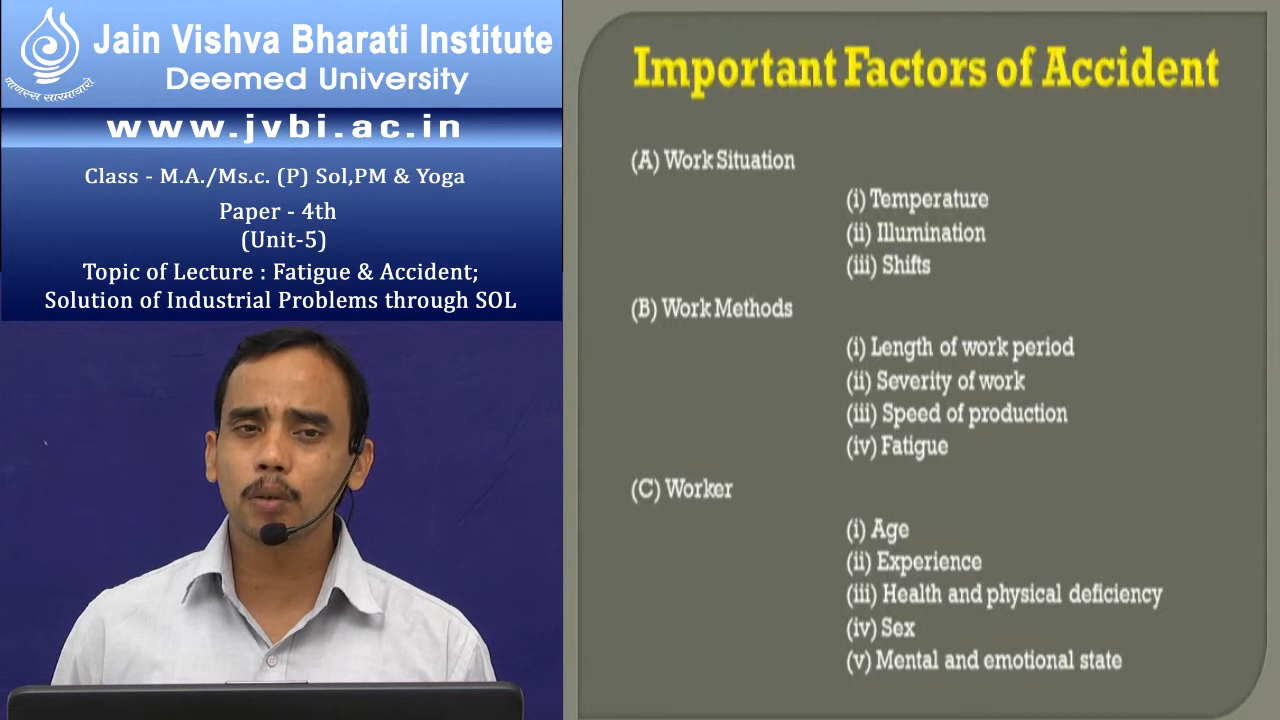 Jain Vishva Bharati Institute
Deemed University
णाणस्स सारमायारो
www.jvbi.ac.in
Class - M.A./Ms.c. (P) Sol,PM & Yoga
Paper - 4th
(Unit-5)
Topic of Lecture : Fatigue & Accident;
Solution of Industrial Problems through SOL
Important Factors of Accident
(A) Work Situation
(i) Temperature
(ii) Illumination
(iii) Shifts
(B) Work Methods
(i) Length of work period
(ii) Severity of work
(iii) Speed of production
(iv) Fatigue
(C) Worker
(i) Age
(ii) Experience
(iii) Health and physical deficiency
(iv) Sex
(v) Mental and emotional state